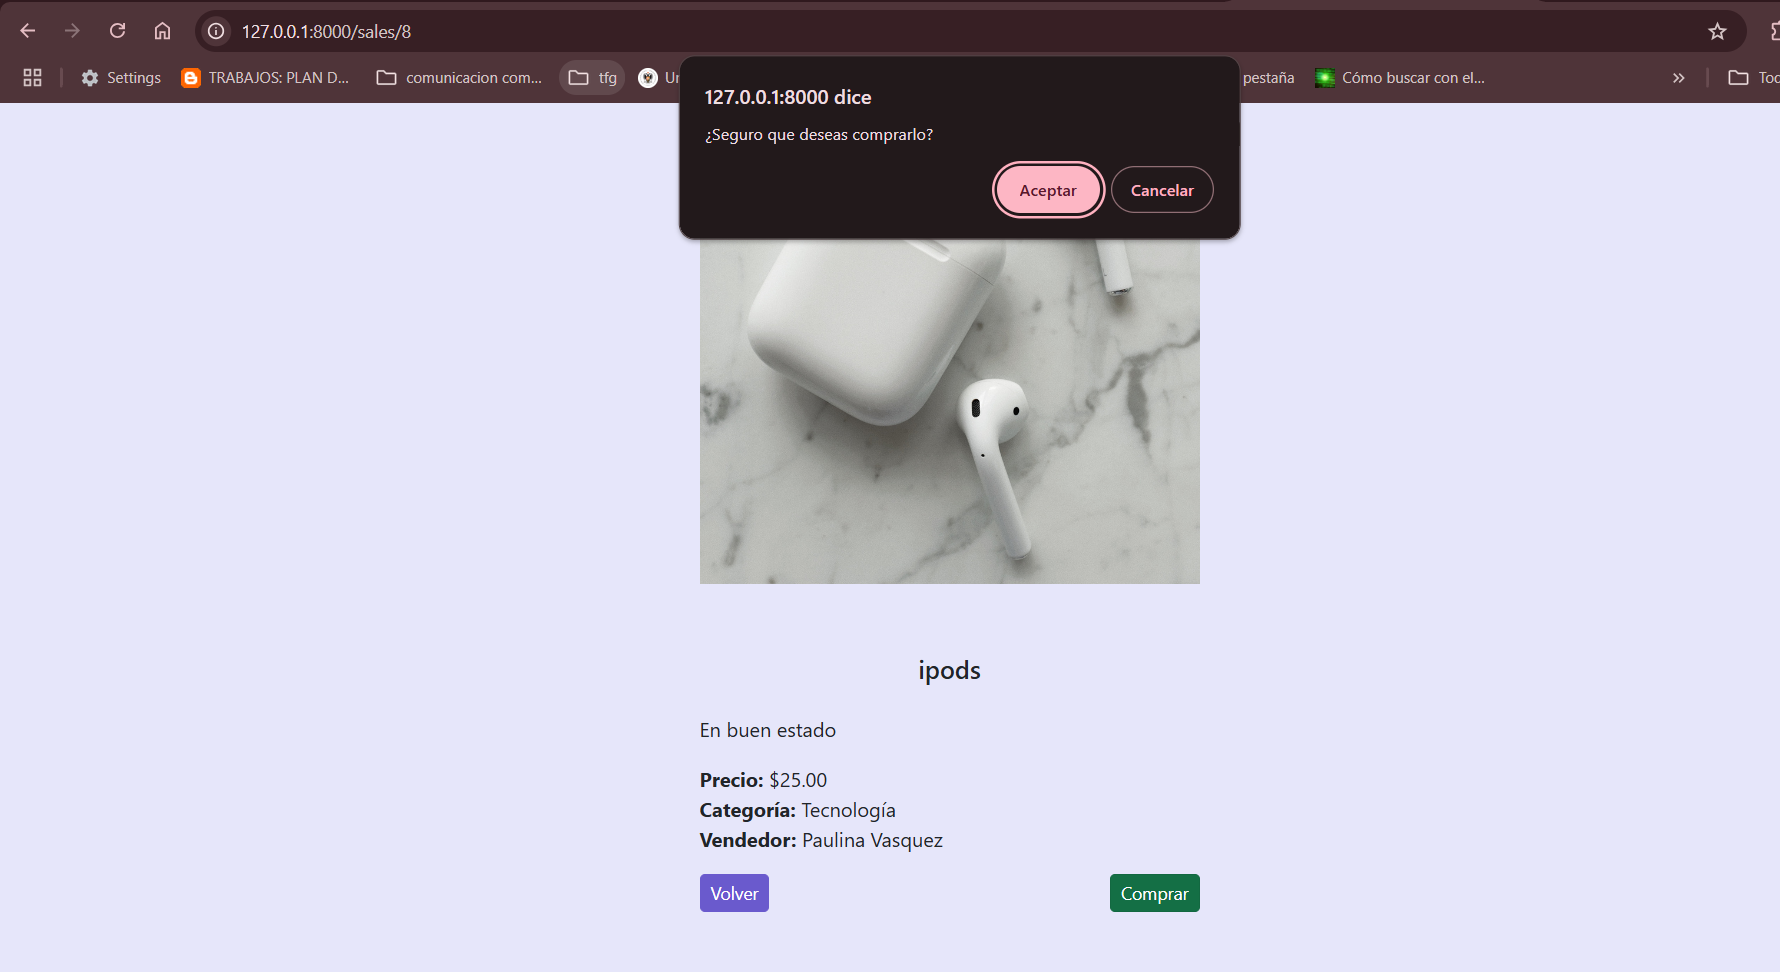 127.0.0.1:8000/sales/8
Settings
TRABAJOS: PLAN D...
comunicacion com...
tfg
pestaña
Cómo buscar con el...
127.0.0.1:8000 dice
¿Seguro que deseas comprarlo?
Aceptar
Cancelar
ipods
En buen estado
Precio: $25.00
Categoría: Tecnología
Vendedor: Paulina Vasquez
Volver
Comprar